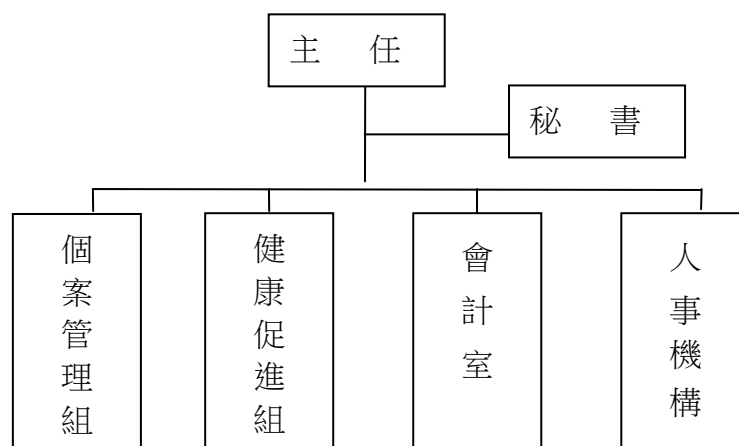 主 任
秘 書
個案管理組
健康促進組
會計室
人事機構